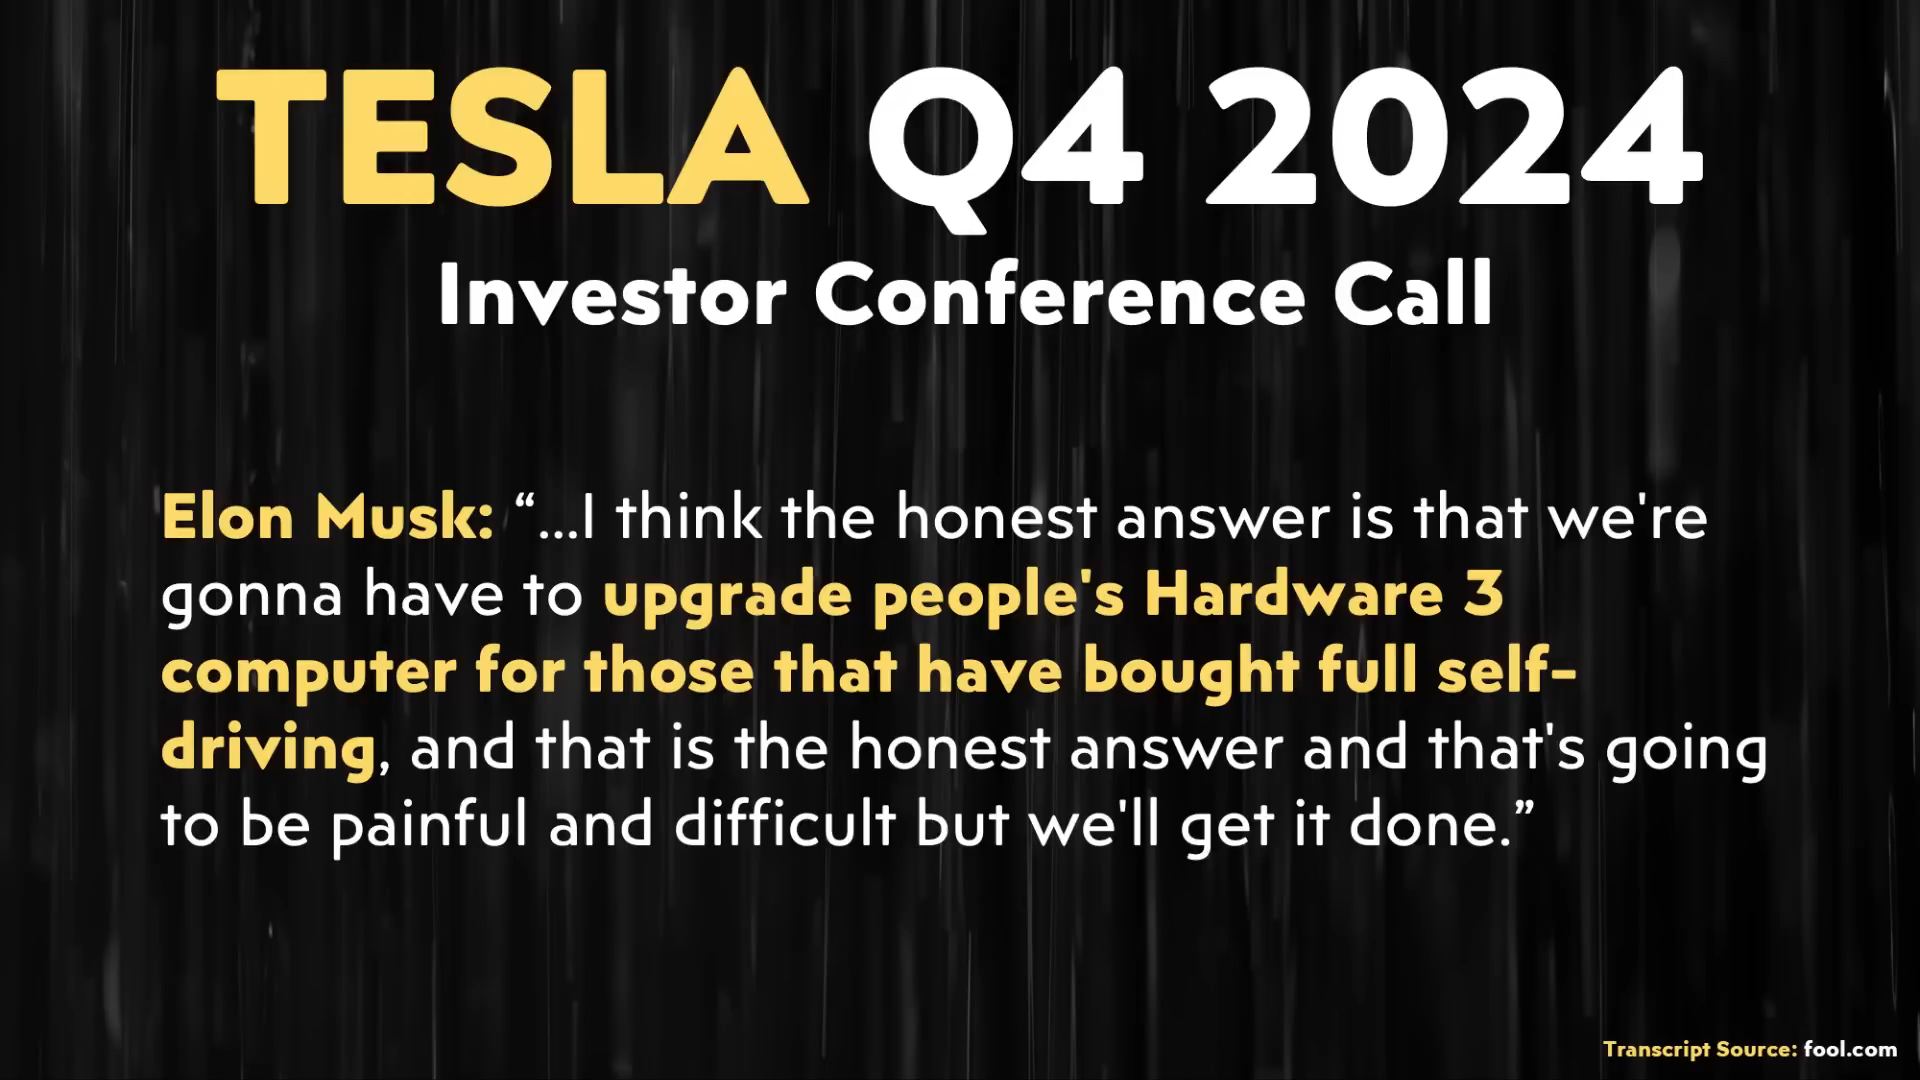 TESLA Q4 2024
Investor Conference Call
Elon Musk: “...I think the honest answer is that we're
gonna have to upgrade people's Hardware 3
computer for those that have bought full self-
driving, and that is the honest answer and that's going
to be painful and difficult but we'll get it done.”
Transcript Source: fool.com